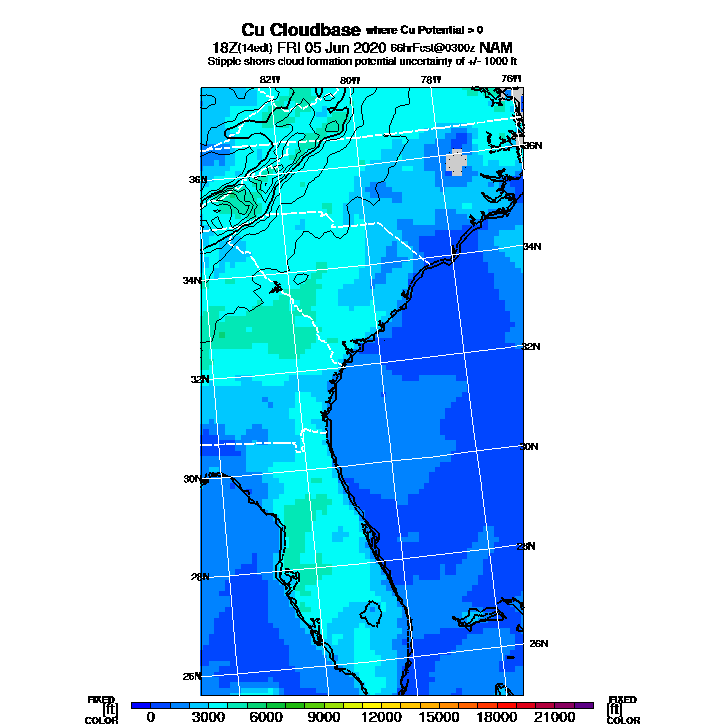 Cu Cloudbase where Cu Potential > 0
18Z(14edt) FRI 05 Jun 2020 66hrFcst@0300z NAM
Stipple shows cloud formation potential uncertainty of +/- 1000 ft
82W 80W 78W 76W
36N
36N
34N
34N
32N
32N
30N
30N
28N
28N
26N
26N
FIXED FIXED
[ft] [ft]
COLOR COLOR
0 3000 6000 9000 12000 15000 18000 21000